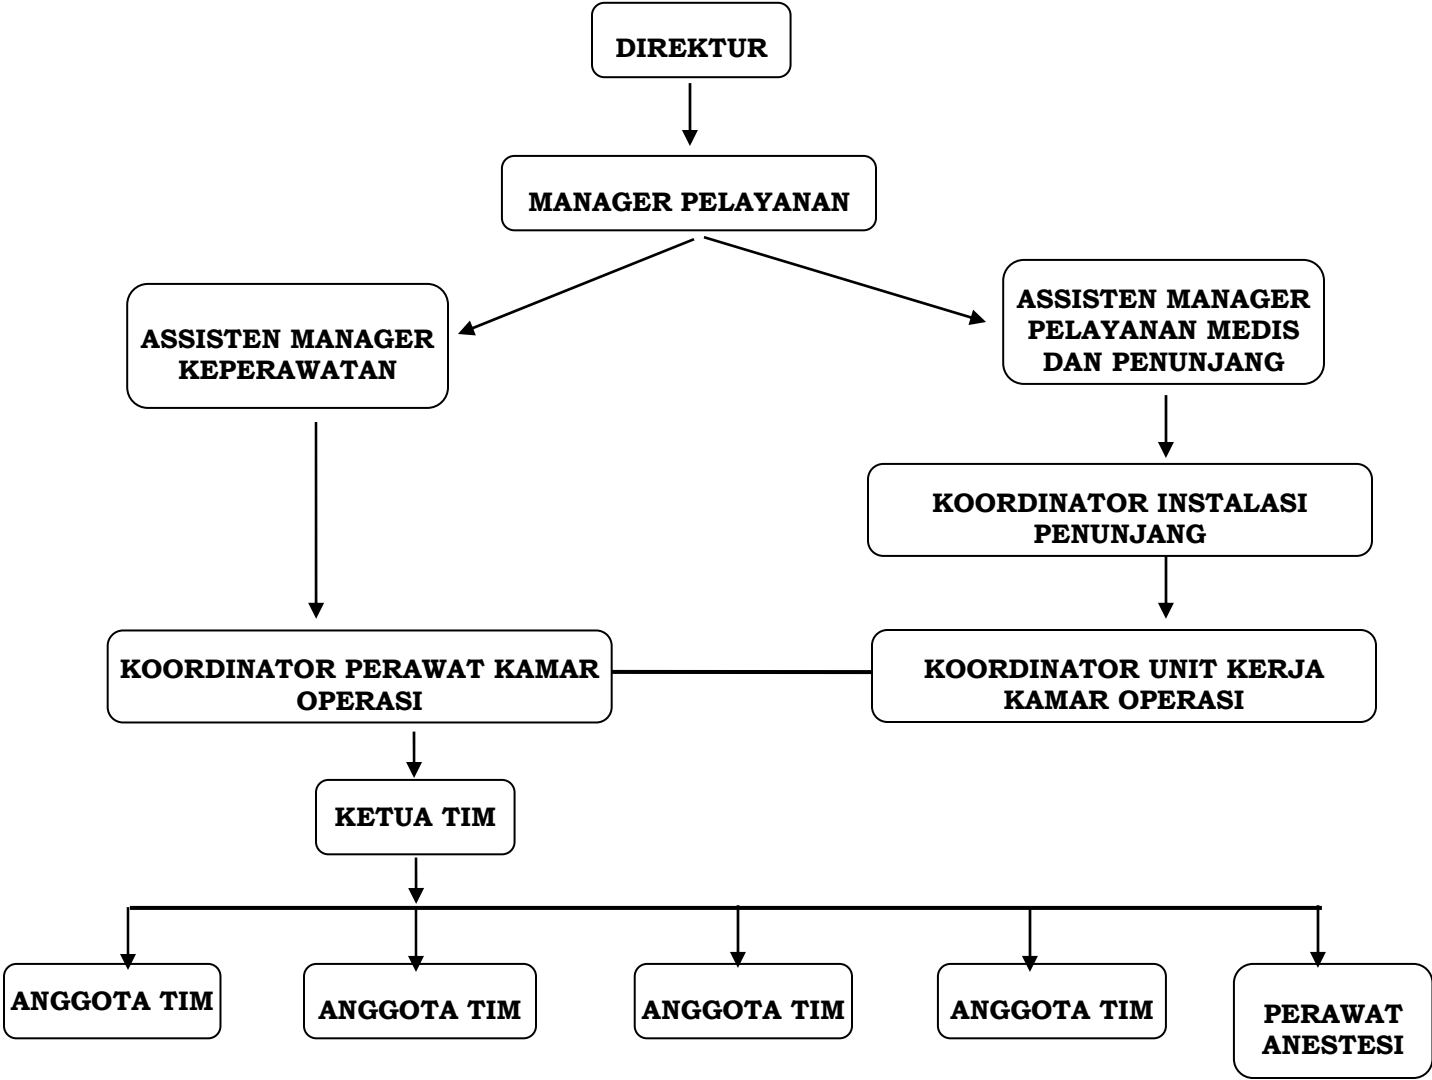 DIREKTUR
MANAGER PELAYANAN
ASSISTEN MANAGER
KEPERAWATAN
ASSISTEN MANAGER
PELAYANAN MEDIS
DAN PENUNJANG
KOORDINATOR INSTALASI
PENUNJANG
KOORDINATOR PERAWAT KAMAR
OPERASI
KOORDINATOR UNIT KERJA
KAMAR OPERASI
KETUA TIM
ANGGOTA TIM
ANGGOTA TIM
ANGGOTA TIM
ANGGOTA TIM
PERAWAT
ANESTESI